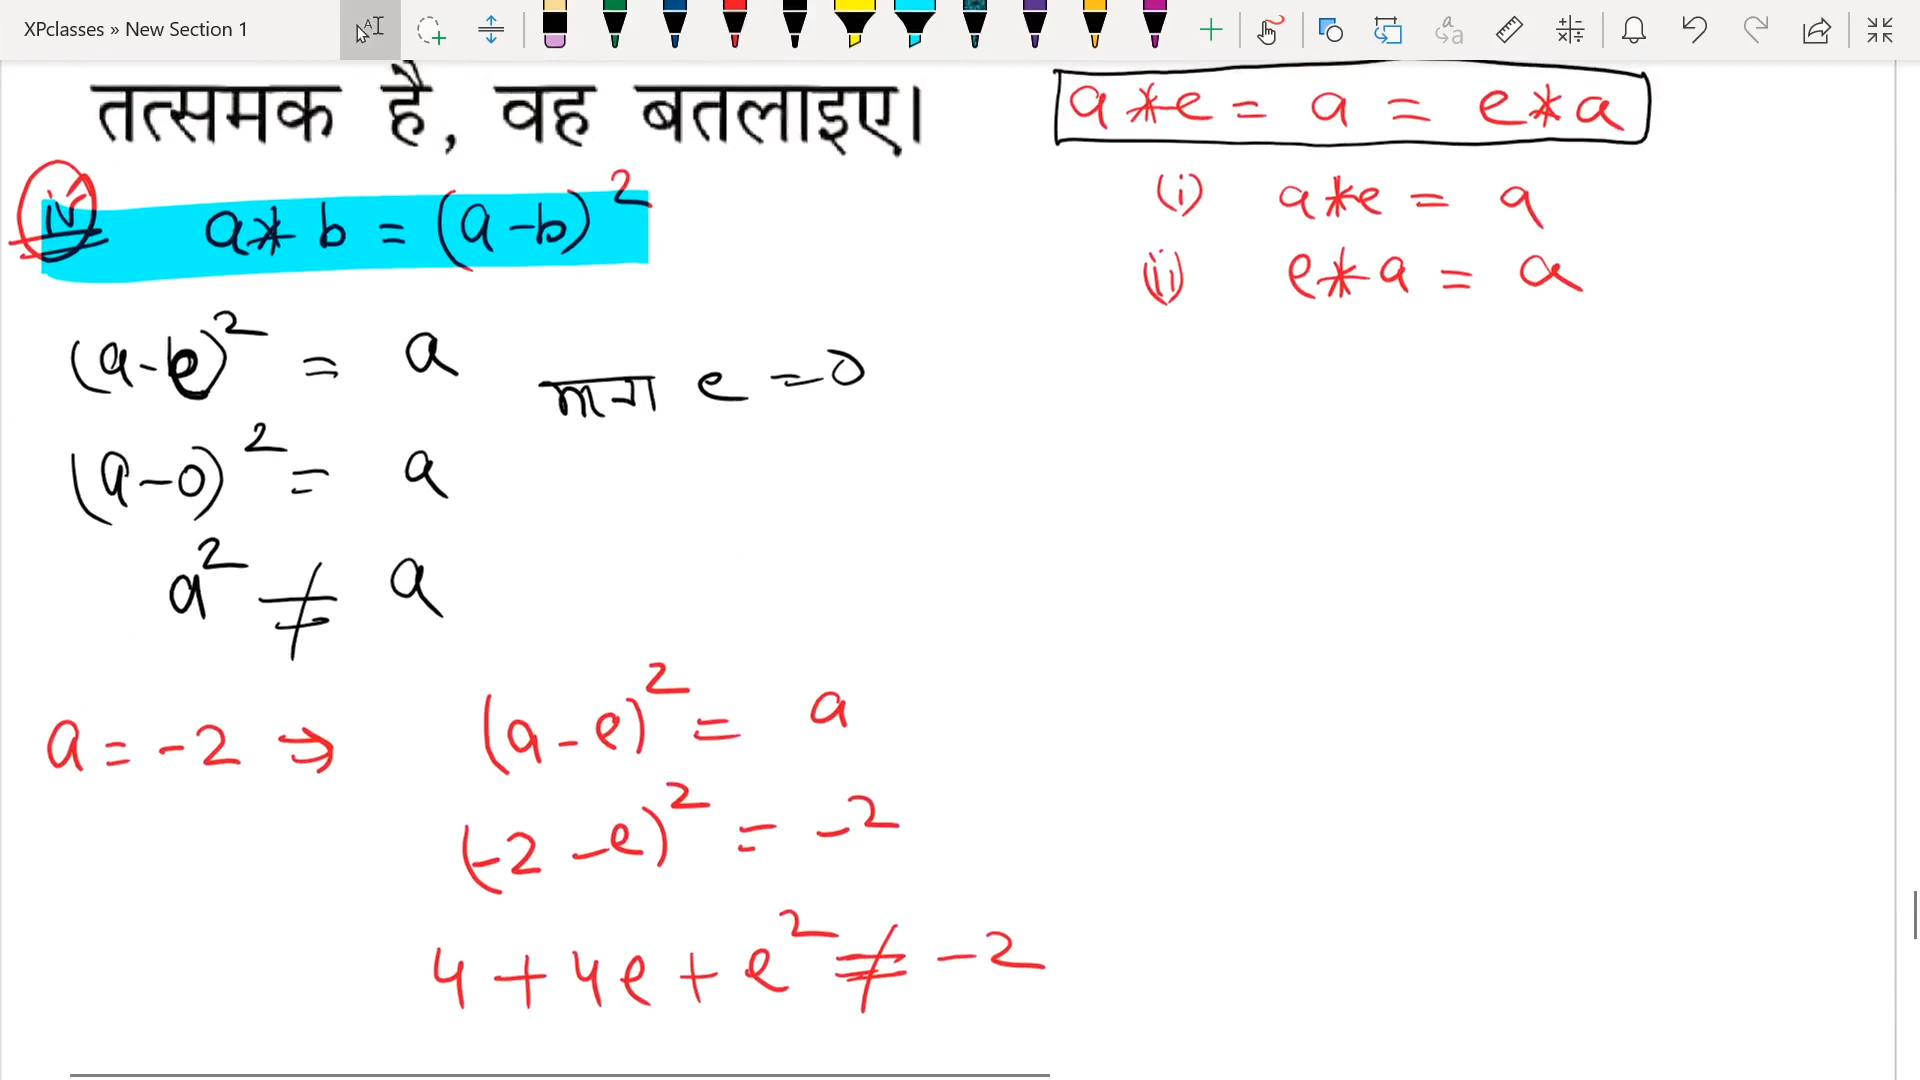 XPclasses » New Section 1
तत्समक है, वह बतलाइए।
a*e = a = e*a
(i) a*e = a
(ii) e*a = a
iv a*b = (a-b)²
(a-e)² = a माना e = 0
(a-0)² = a
a² ≠ a
a = -2 ⇒ (a-e)² = a
(-2-e)² = -2
4+4e+e² ≠ -2